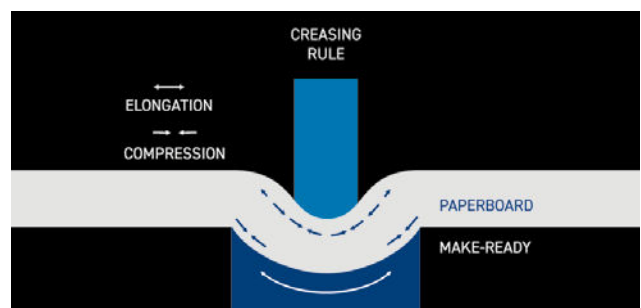 CREASING
RULE
ELONGATION
COMPRESSION
PAPERBOARD
MAKE-READY